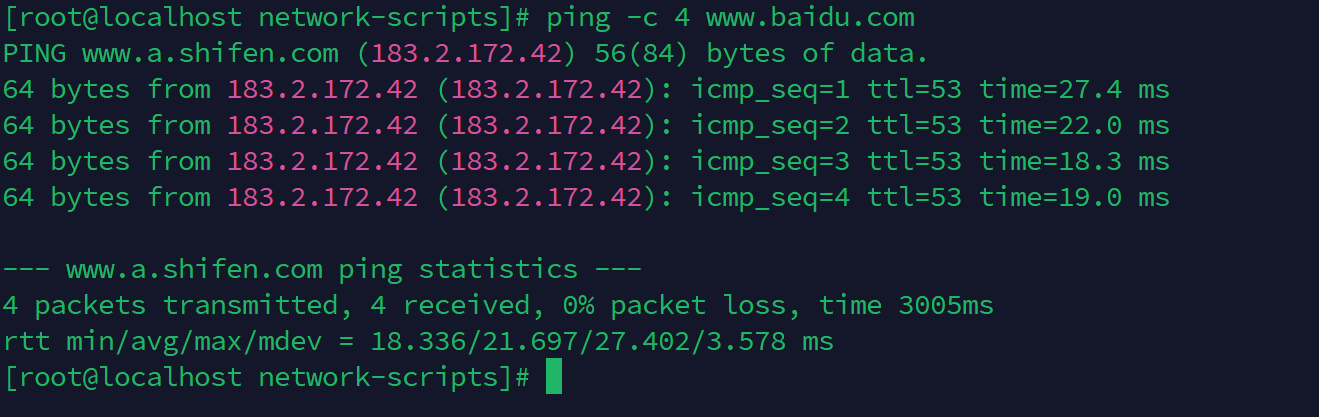 [root@localhost network-scripts]# ping -c 4 www.baidu.com
PING www.a.shifen.com (183.2.172.42) 56(84) bytes of data.
64 bytes from 183.2.172.42 (183.2.172.42): icmp_seq=1 ttl=53 time=27.4 ms
64 bytes from 183.2.172.42 (183.2.172.42): icmp_seq=2 ttl=53 time=22.0 ms
64 bytes from 183.2.172.42 (183.2.172.42): icmp_seq=3 ttl=53 time=18.3 ms
64 bytes from 183.2.172.42 (183.2.172.42): icmp_seq=4 ttl=53 time=19.0 ms
--- www.a.shifen.com ping statistics ---
4 packets transmitted, 4 received, 0% packet loss, time 3005ms
rtt min/avg/max/mdev = 18.336/21.697/27.402/3.578 ms
[root@localhost network-scripts]#